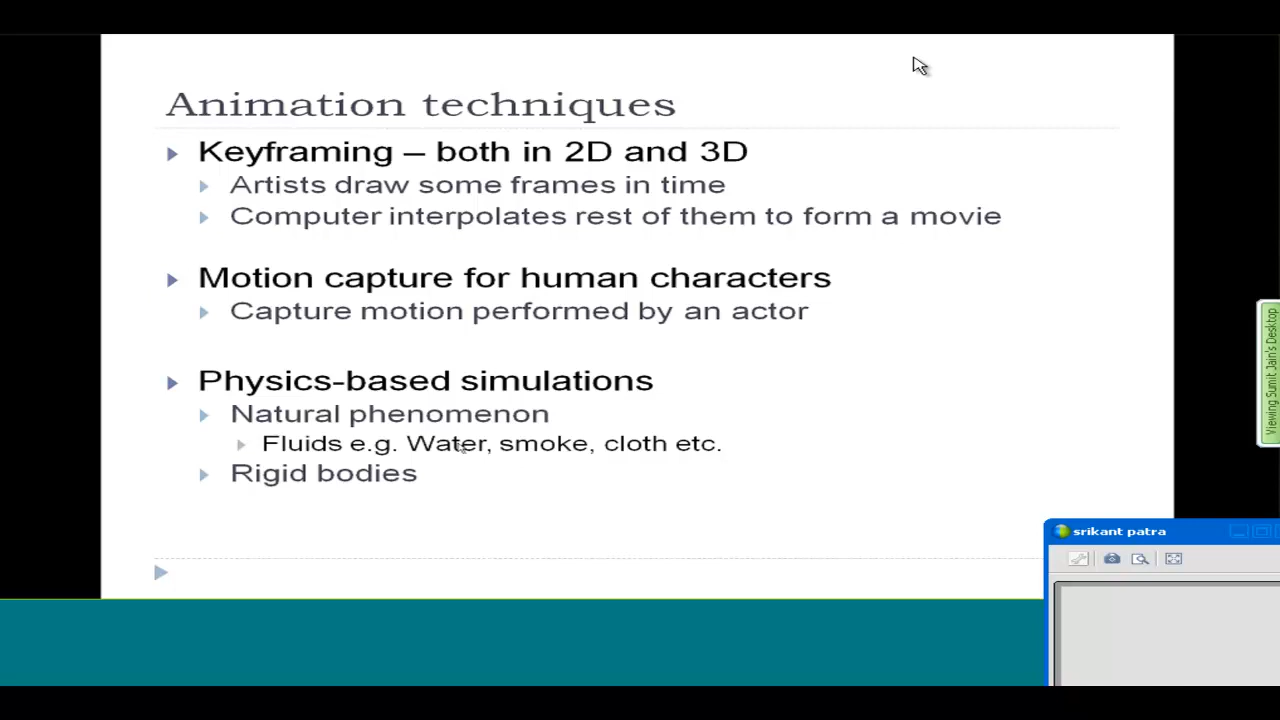 Animation techniques
Keyframing – both in 2D and 3D
Artists draw some frames in time
Computer interpolates rest of them to form a movie
Motion capture for human characters
Capture motion performed by an actor
Physics-based simulations
Natural phenomenon
Fluids e.g. Water, smoke, cloth etc.
Rigid bodies
Viewing Sumit Jain's Desktop
srikant patra